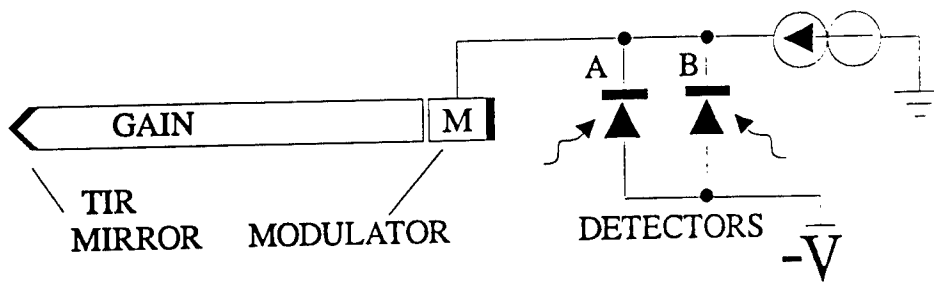 A B
GAIN M
TIR
MIRROR MODULATOR DETECTORS
-V